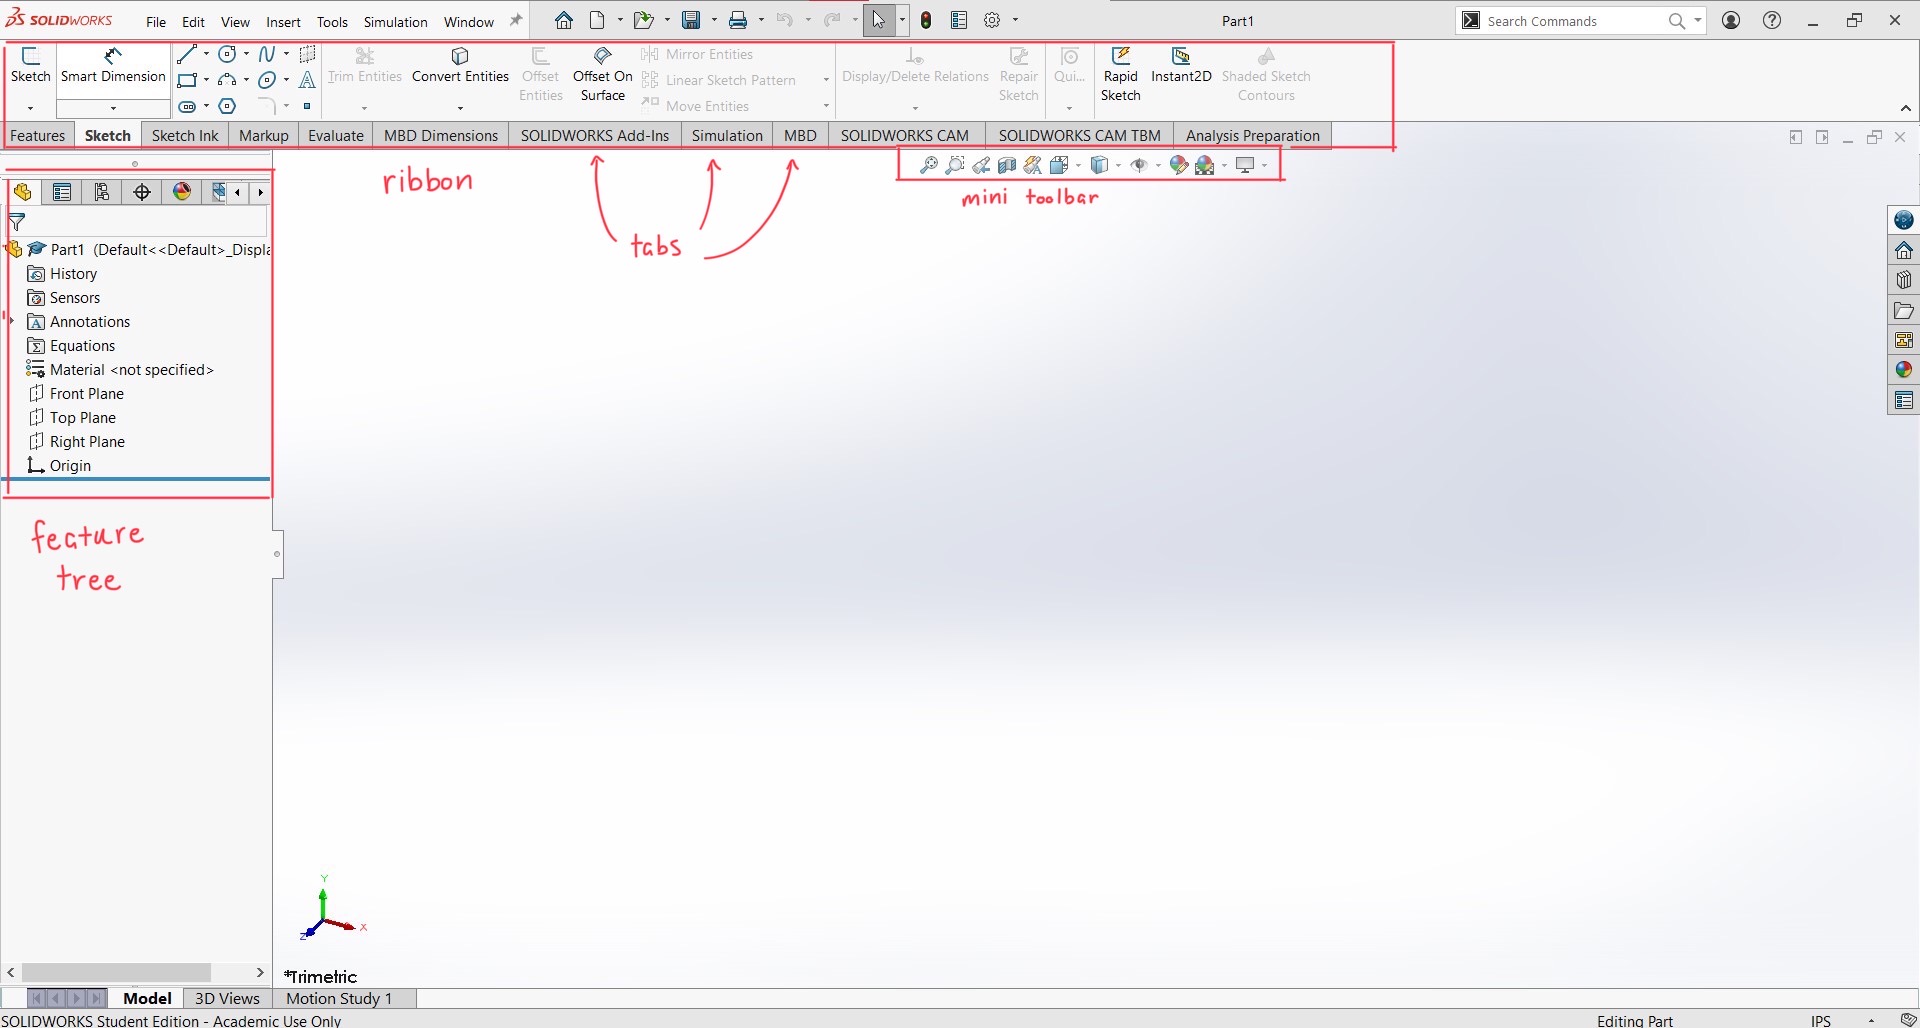 SOLIDWORKS File Edit View Insert Tools Simulation Window Part1 Search Commands
Sketch Smart Dimension Trim Entities Convert Entities Offset Entities Offset On Surface Mirror Entities Linear Sketch Pattern Move Entities Display/Delete Relations Repair Sketch Qui... Rapid Sketch Instant2D Shaded Sketch Contours
Features Sketch Sketch Ink Markup Evaluate MBD Dimensions SOLIDWORKS Add-Ins Simulation MBD SOLIDWORKS CAM SOLIDWORKS CAM TBM Analysis Preparation
ribbon
mini toolbar
tabs
Part1 (Default<<Default>_Displa
History
Sensors
Annotations
Equations
Material <not specified>
Front Plane
Top Plane
Right Plane
Origin
feature
tree
Y
X
Z
*Trimetric
Model 3D Views Motion Study 1
SOLIDWORKS Student Edition - Academic Use Only Editing Part IPS